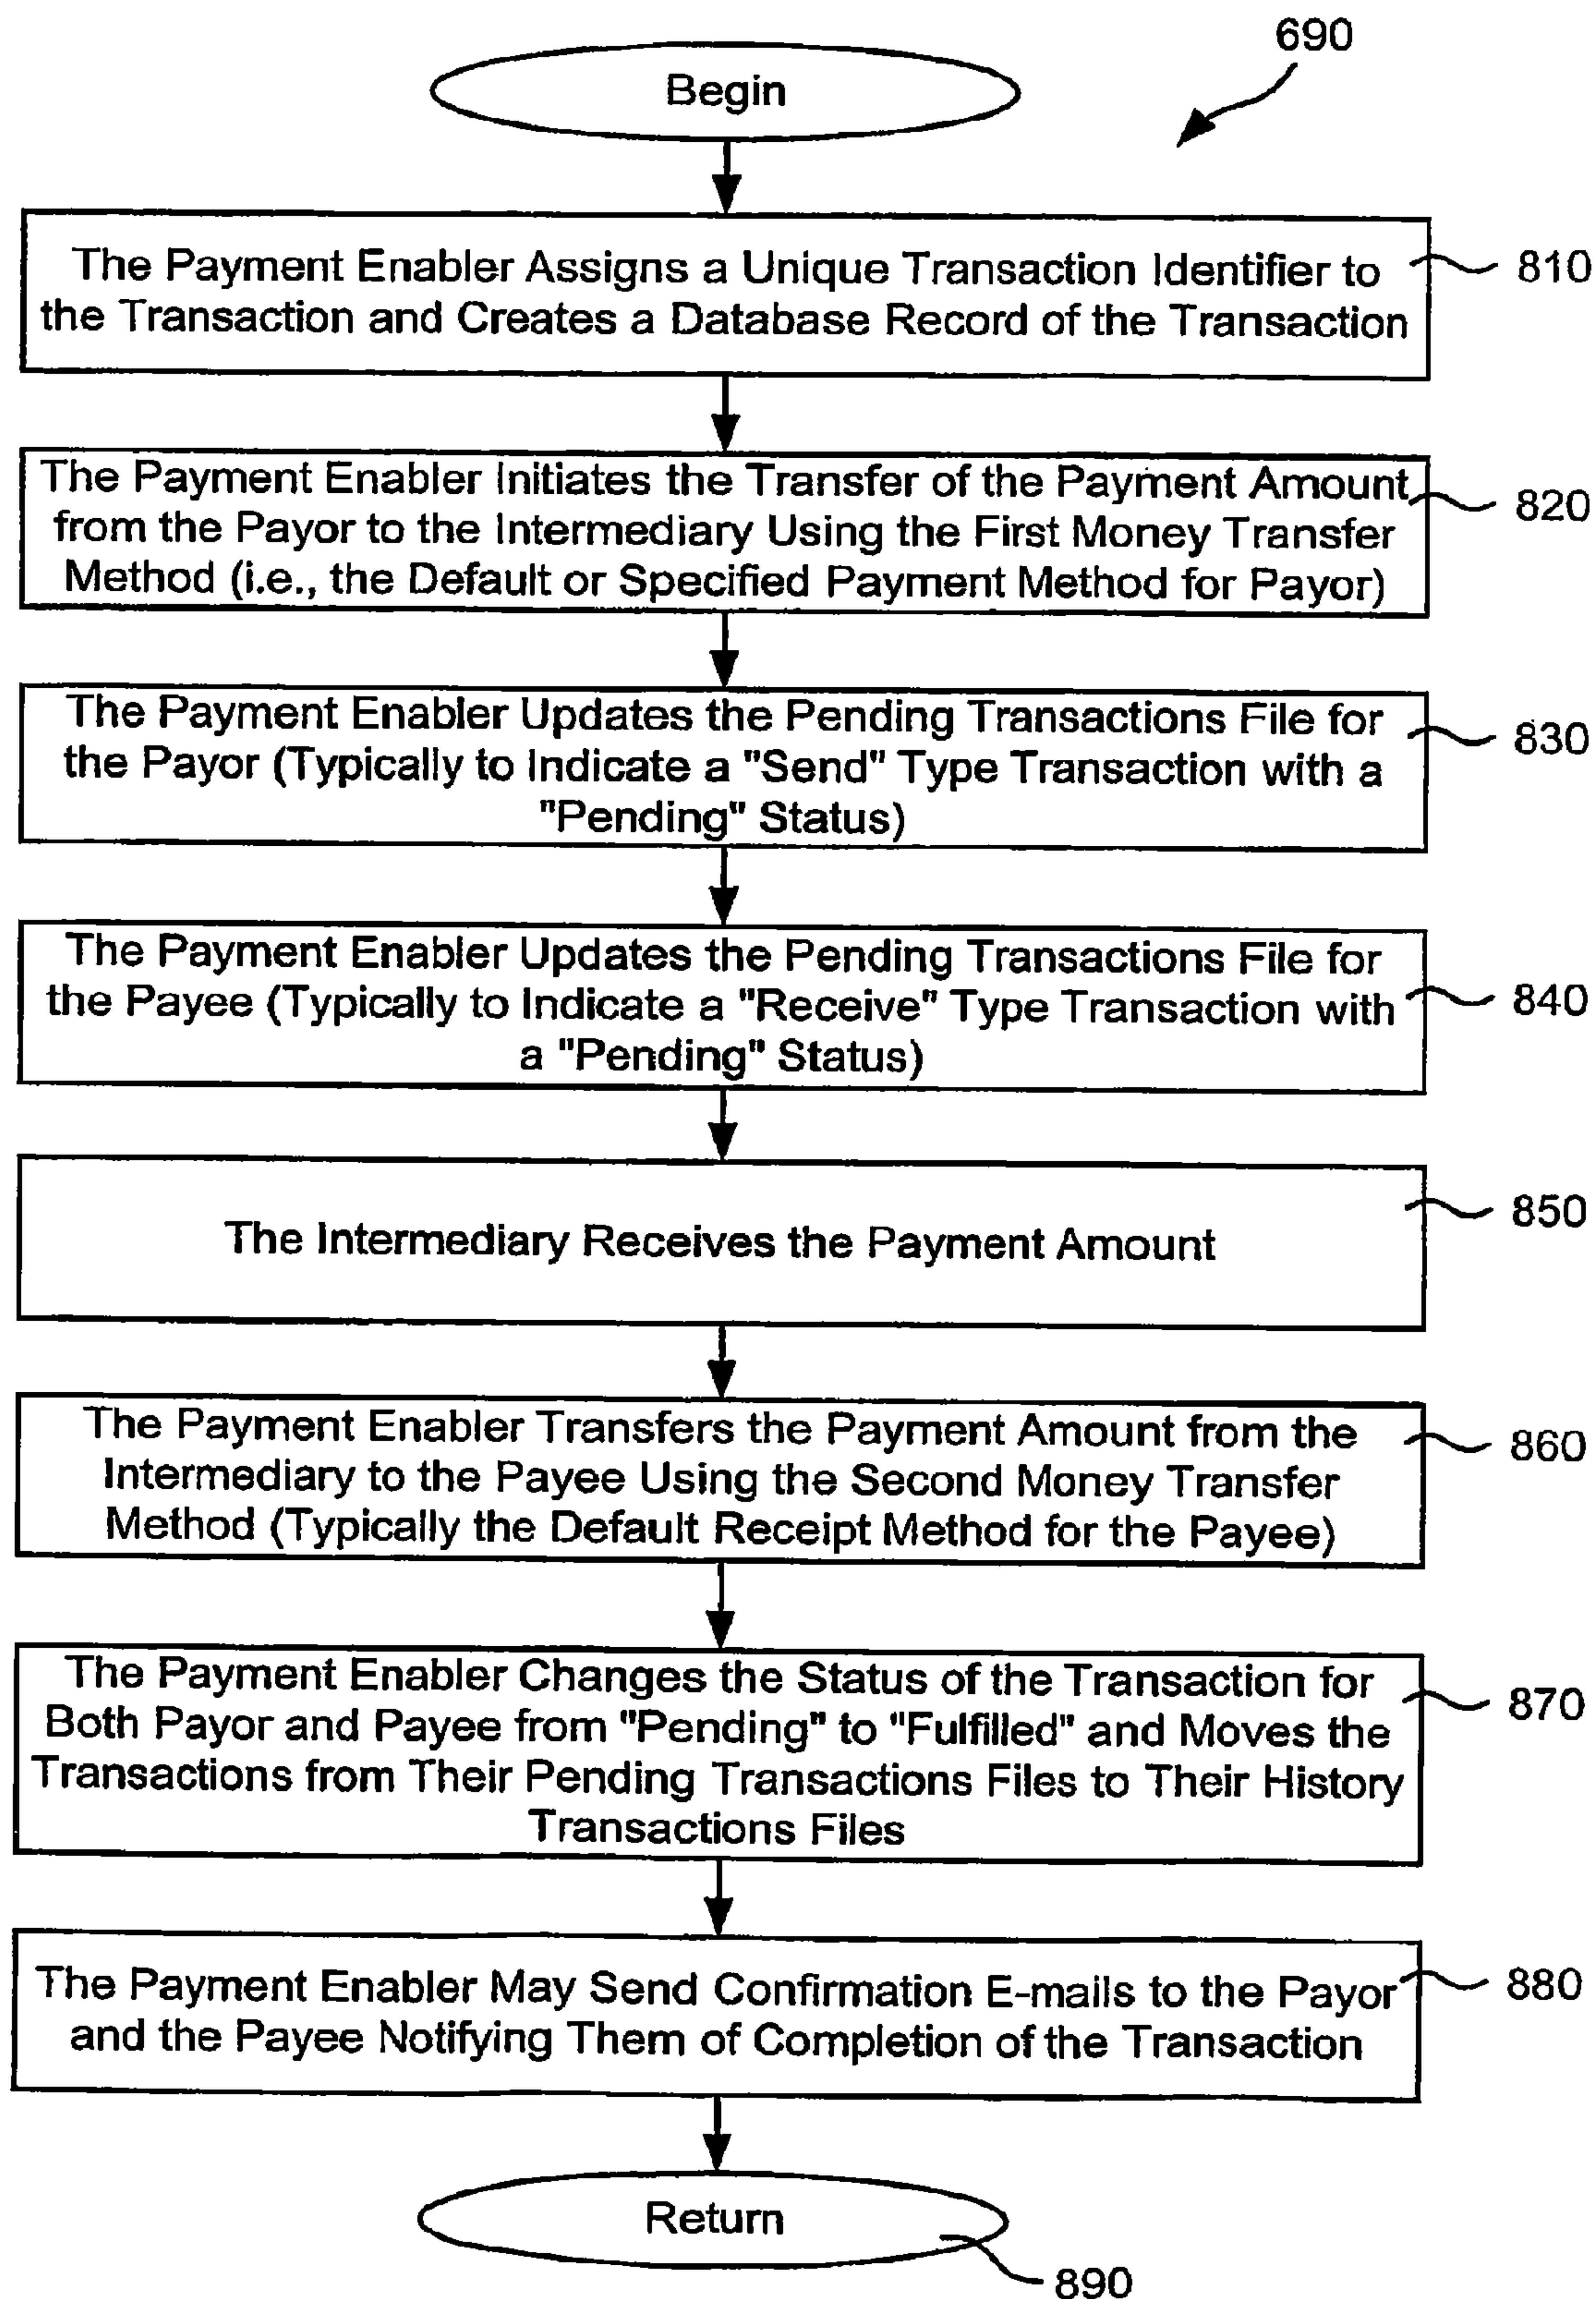 690
Begin
The Payment Enabler Assigns a Unique Transaction Identifier to
the Transaction and Creates a Database Record of the Transaction
810
The Payment Enabler Initiates the Transfer of the Payment Amount
from the Payor to the Intermediary Using the First Money Transfer
Method (i.e., the Default or Specified Payment Method for Payor)
820
The Payment Enabler Updates the Pending Transactions File for
the Payor (Typically to Indicate a "Send" Type Transaction with a
"Pending" Status)
830
The Payment Enabler Updates the Pending Transactions File for
the Payee (Typically to Indicate a "Receive" Type Transaction with
a "Pending" Status)
840
The Intermediary Receives the Payment Amount
850
The Payment Enabler Transfers the Payment Amount from the
Intermediary to the Payee Using the Second Money Transfer
Method (Typically the Default Receipt Method for the Payee)
860
The Payment Enabler Changes the Status of the Transaction for
Both Payor and Payee from "Pending" to "Fulfilled" and Moves the
Transactions from Their Pending Transactions Files to Their History
Transactions Files
870
The Payment Enabler May Send Confirmation E-mails to the Payor
and the Payee Notifying Them of Completion of the Transaction
880
Return
890